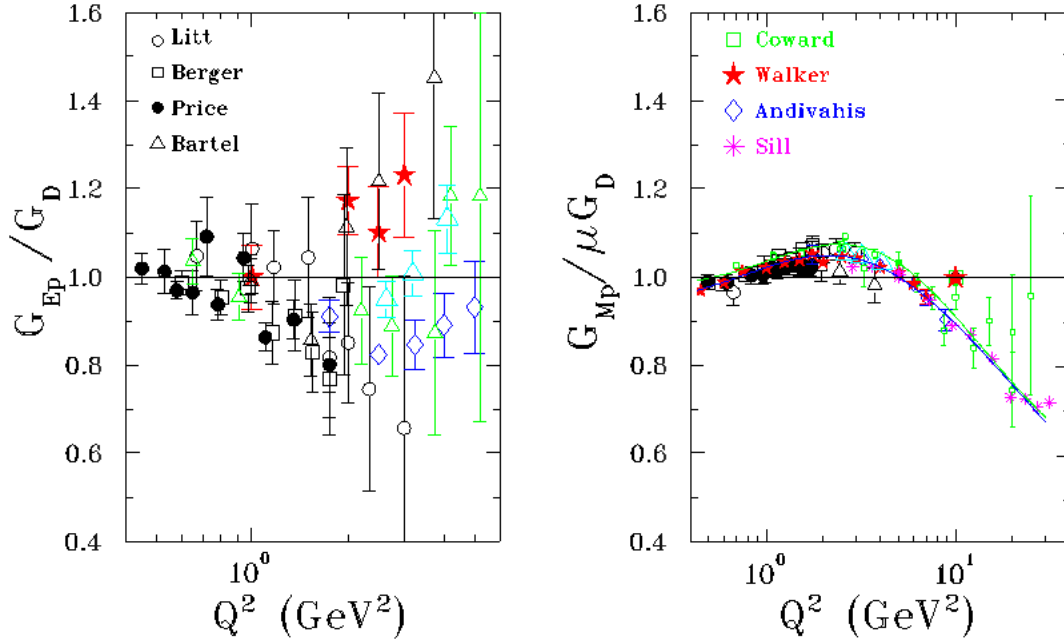 G_Ep/G_D
1.6
1.4
1.2
1.0
0.8
0.6
0.4
Litt
Berger
Price
Bartel
10^0
Q^2 (GeV^2)
G_Mp/μG_D
1.6
1.4
1.2
1.0
0.8
0.6
0.4
Coward
Walker
Andivahis
Sill
10^0
10^1
Q^2 (GeV^2)